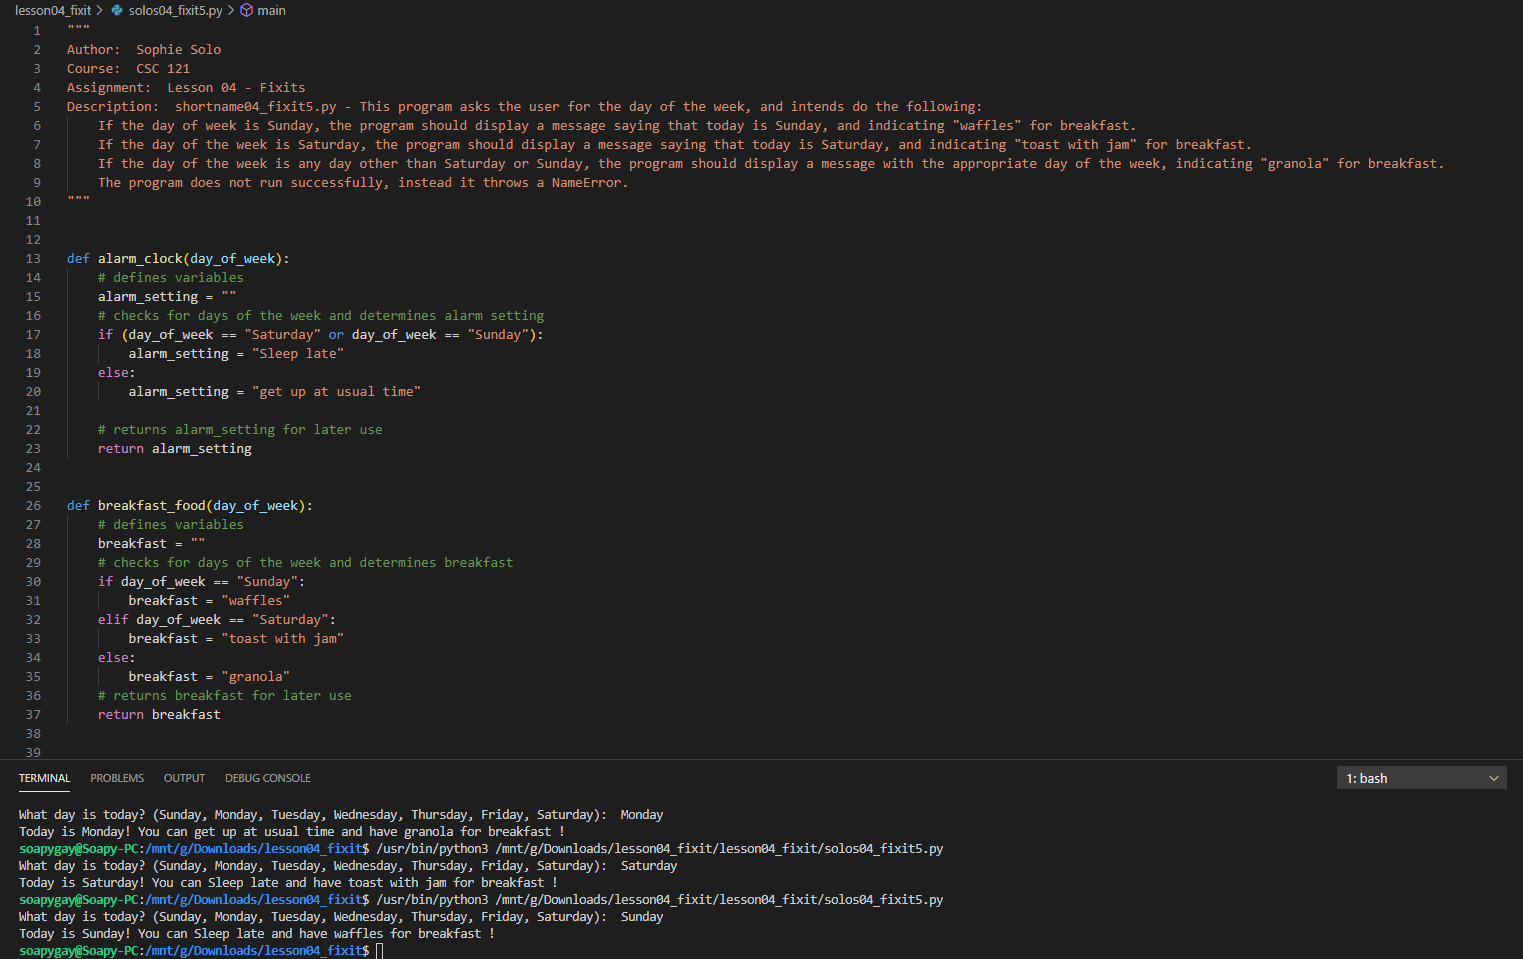 lesson04_fixit > solos04_fixit5.py > main
1 """
2 Author:  Sophie Solo
3 Course:  CSC 121
4 Assignment:  Lesson 04 - Fixits
5 Description:  shortname04_fixit5.py - This program asks the user for the day of the week, and intends do the following:
6     If the day of week is Sunday, the program should display a message saying that today is Sunday, and indicating "waffles" for breakfast.
7     If the day of the week is Saturday, the program should display a message saying that today is Saturday, and indicating "toast with jam" for breakfast.
8     If the day of the week is any day other than Saturday or Sunday, the program should display a message with the appropriate day of the week, indicating "granola" for breakfast.
9     The program does not run successfully, instead it throws a NameError.
10 """
11
12
13 def alarm_clock(day_of_week):
14     # defines variables
15     alarm_setting = ""
16     # checks for days of the week and determines alarm setting
17     if (day_of_week == "Saturday" or day_of_week == "Sunday"):
18         alarm_setting = "Sleep late"
19     else:
20         alarm_setting = "get up at usual time"
21
22     # returns alarm_setting for later use
23     return alarm_setting
24
25
26 def breakfast_food(day_of_week):
27     # defines variables
28     breakfast = ""
29     # checks for days of the week and determines breakfast
30     if day_of_week == "Sunday":
31         breakfast = "waffles"
32     elif day_of_week == "Saturday":
33         breakfast = "toast with jam"
34     else:
35         breakfast = "granola"
36     # returns breakfast for later use
37     return breakfast
38
39
TERMINAL PROBLEMS OUTPUT DEBUG CONSOLE 1: bash
What day is today? (Sunday, Monday, Tuesday, Wednesday, Thursday, Friday, Saturday):  Monday
Today is Monday! You can get up at usual time and have granola for breakfast !
soapygay@Soapy-PC:/mnt/g/Downloads/lesson04_fixit$ /usr/bin/python3 /mnt/g/Downloads/lesson04_fixit/lesson04_fixit/solos04_fixit5.py
What day is today? (Sunday, Monday, Tuesday, Wednesday, Thursday, Friday, Saturday):  Saturday
Today is Saturday! You can Sleep late and have toast with jam for breakfast !
soapygay@Soapy-PC:/mnt/g/Downloads/lesson04_fixit$ /usr/bin/python3 /mnt/g/Downloads/lesson04_fixit/lesson04_fixit/solos04_fixit5.py
What day is today? (Sunday, Monday, Tuesday, Wednesday, Thursday, Friday, Saturday):  Sunday
Today is Sunday! You can Sleep late and have waffles for breakfast !
soapygay@Soapy-PC:/mnt/g/Downloads/lesson04_fixit$